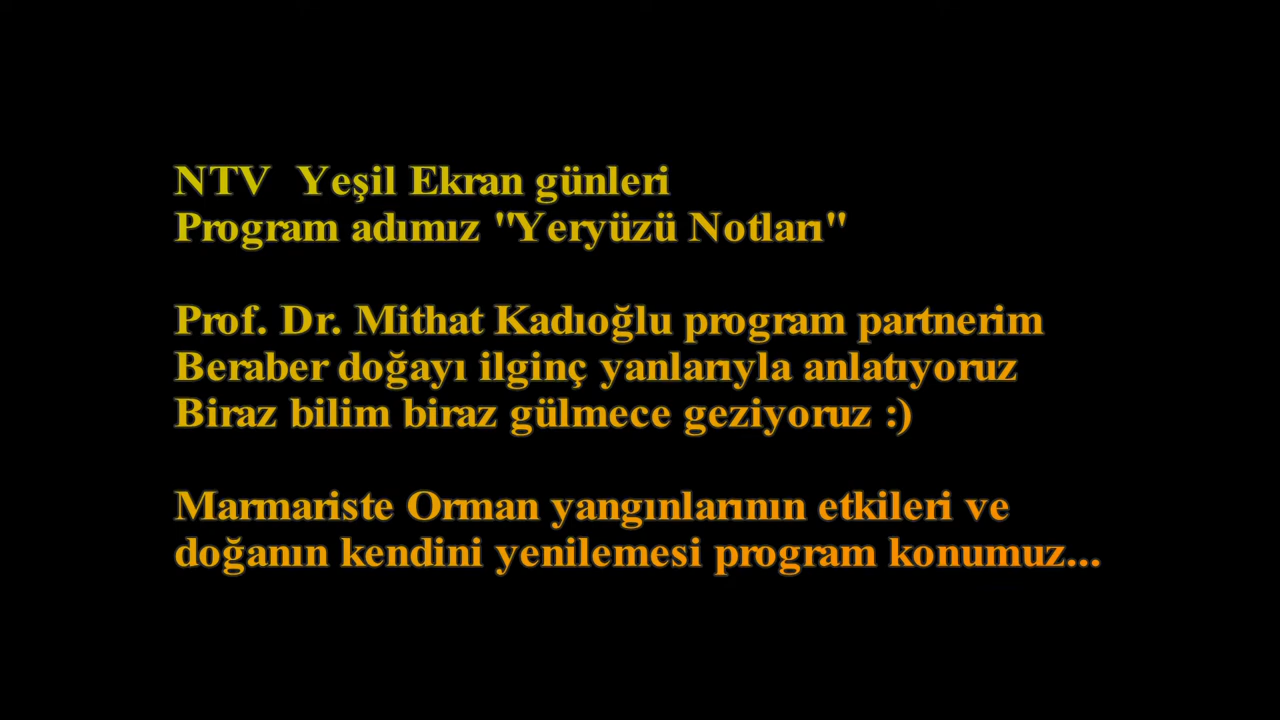 NTV Yeşil Ekran günleri
Program adımız "Yeryüzü Notları"
Prof. Dr. Mithat Kadıoğlu program partnerim
Beraber doğayı ilginç yanlarıyla anlatıyoruz
Biraz bilim biraz gülmece geziyoruz :)
Marmariste Orman yangınlarının etkileri ve
doğanın kendini yenilemesi program konumuz...